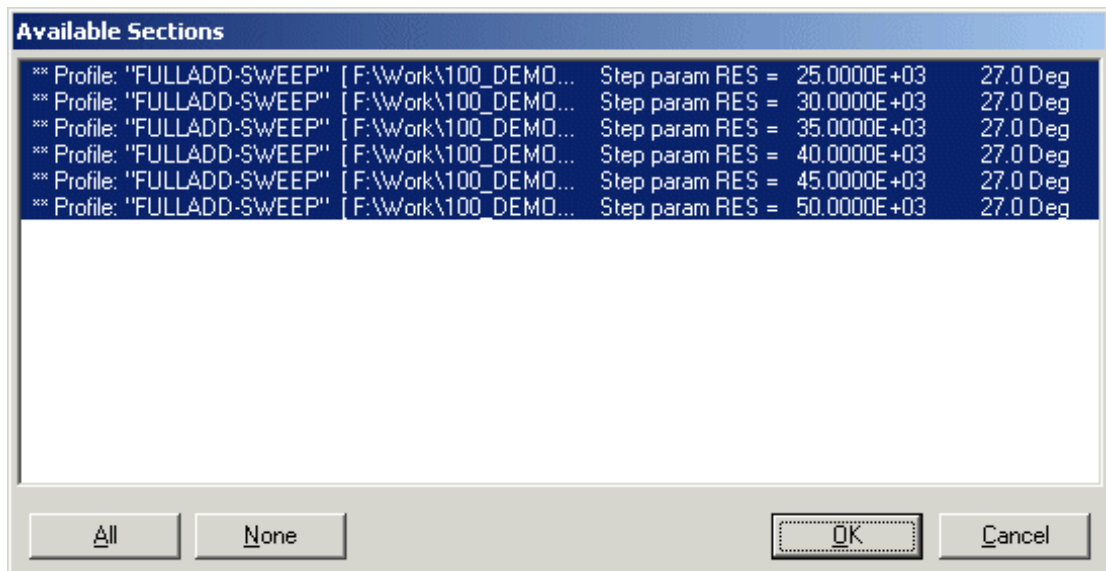 Available Sections
** Profile: "FULLADD-SWEEP" [ F:\Work\100_DEMO... Step param RES = 25.0000E+03 27.0 Deg
** Profile: "FULLADD-SWEEP" [ F:\Work\100_DEMO... Step param RES = 30.0000E+03 27.0 Deg
** Profile: "FULLADD-SWEEP" [ F:\Work\100_DEMO... Step param RES = 35.0000E+03 27.0 Deg
** Profile: "FULLADD-SWEEP" [ F:\Work\100_DEMO... Step param RES = 40.0000E+03 27.0 Deg
** Profile: "FULLADD-SWEEP" [ F:\Work\100_DEMO... Step param RES = 45.0000E+03 27.0 Deg
** Profile: "FULLADD-SWEEP" [ F:\Work\100_DEMO... Step param RES = 50.0000E+03 27.0 Deg
All None OK Cancel